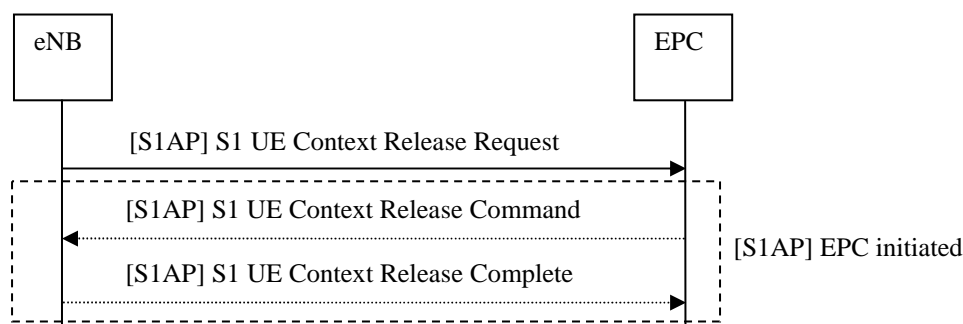 eNB
EPC
[S1AP] S1 UE Context Release Request
[S1AP] S1 UE Context Release Command
[S1AP] EPC initiated
[S1AP] S1 UE Context Release Complete